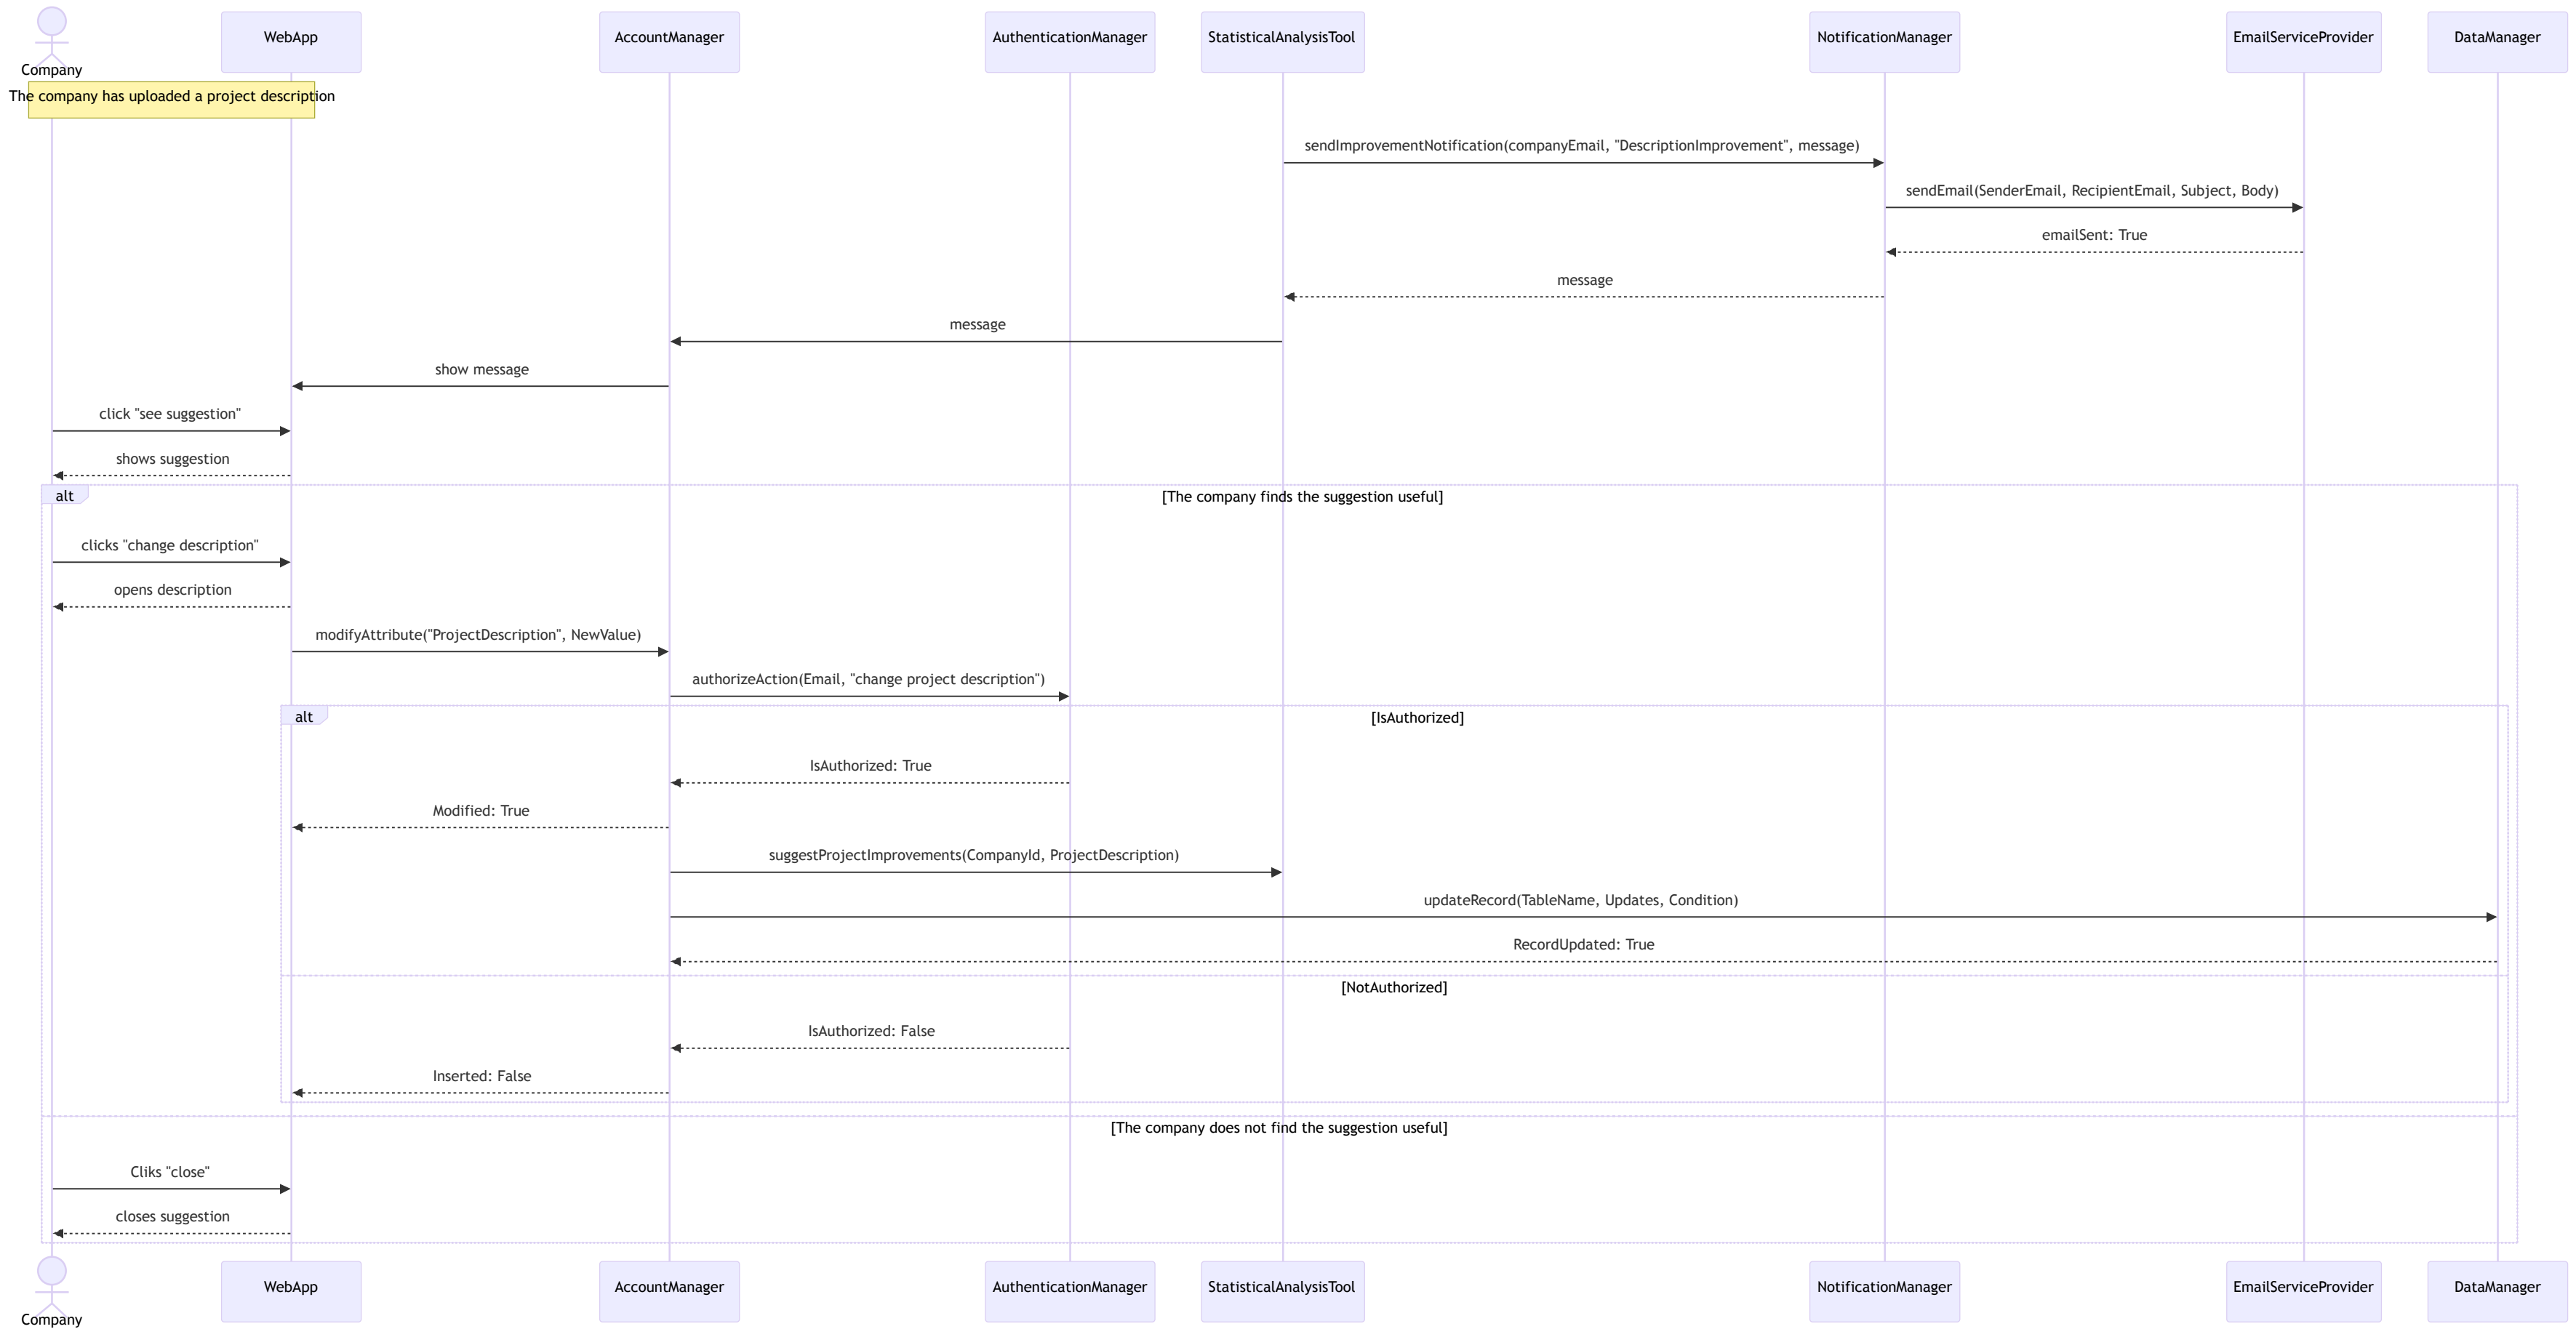 Company
WebApp
AccountManager
AuthenticationManager
StatisticalAnalysisTool
NotificationManager
EmailServiceProvider
DataManager
The company has uploaded a project description
sendImprovementNotification(companyEmail, "DescriptionImprovement", message)
sendEmail(SenderEmail, RecipientEmail, Subject, Body)
emailSent: True
message
message
show message
click "see suggestion"
shows suggestion
alt
[The company finds the suggestion useful]
clicks "change description"
opens description
modifyAttribute("ProjectDescription", NewValue)
authorizeAction(Email, "change project description")
alt
[IsAuthorized]
IsAuthorized: True
Modified: True
suggestProjectImprovements(CompanyId, ProjectDescription)
updateRecord(TableName, Updates, Condition)
RecordUpdated: True
[NotAuthorized]
IsAuthorized: False
Inserted: False
[The company does not find the suggestion useful]
Cliks "close"
closes suggestion
Company
WebApp
AccountManager
AuthenticationManager
StatisticalAnalysisTool
NotificationManager
EmailServiceProvider
DataManager